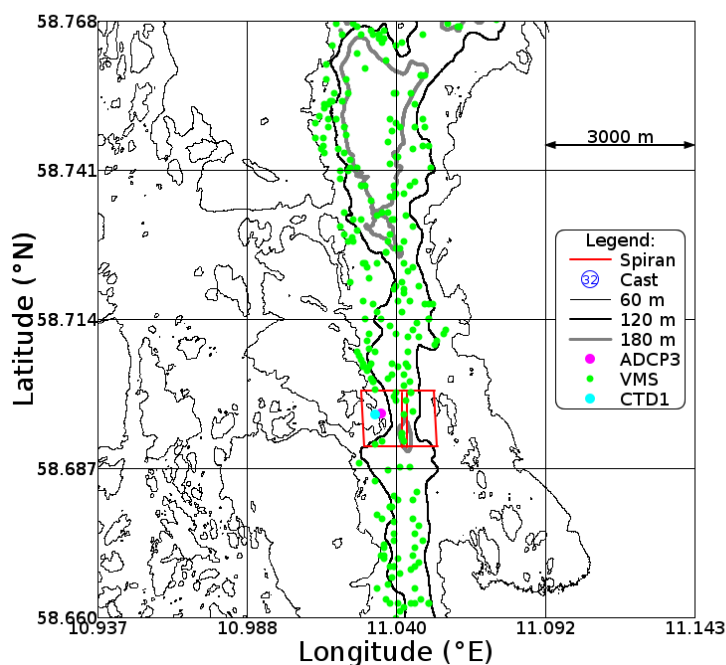 58.768
3000 m
58.741
Legend:
Spiran
32 Cast
60 m
120 m
180 m
ADCP3
VMS
CTD1
58.714
58.687
58.660
Latitude (°N)
10.937 10.988 11.040 11.092 11.143
Longitude (°E)